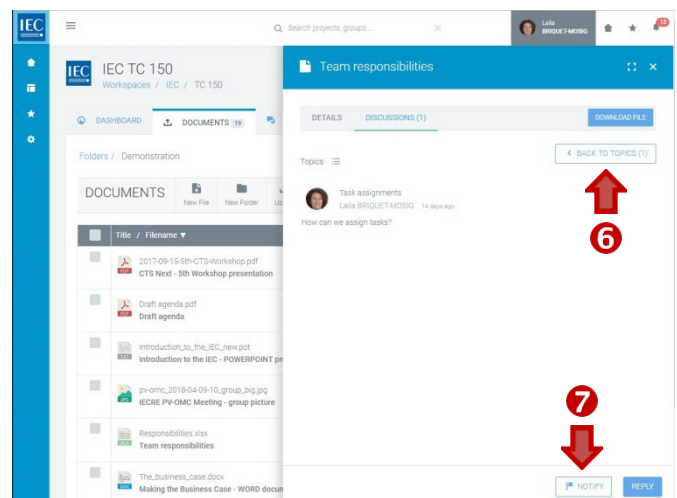 IEC
Search projects, groups ...
Laila
BRIQUET-MOSIG
12
IEC
IEC TC 150
Workspaces / IEC / TC 150
DASHBOARD
DOCUMENTS 15
Folders / Demonstration
DOCUMENTS
New File
New Folder
Title / Filename
2017-09-15-5th-CTS-Workshop.pdf
CTS Next - 5th Workshop presentation
Draft agenda.pdf
Draft agenda
Introduction_to_the_IEC_new.pot
Introduction to the IEC - POWERPOINT pr
pv-omc_2018-04-09-10_group_big.jpg
IECRE PV-OMC Meeting - group picture
Responsibilities.xlsx
Team responsibilities
The_business_case.docx
Making the Business Case - WORD docum
Team responsibilities
DETAILS
DISCUSSIONS (1)
DOWNLOAD FILE
BACK TO TOPICS (1)
Topics
6
Task assignments
Laila BRIQUET-MOSIG 14 days ago
How can we assign tasks?
7
NOTIFY
REPLY